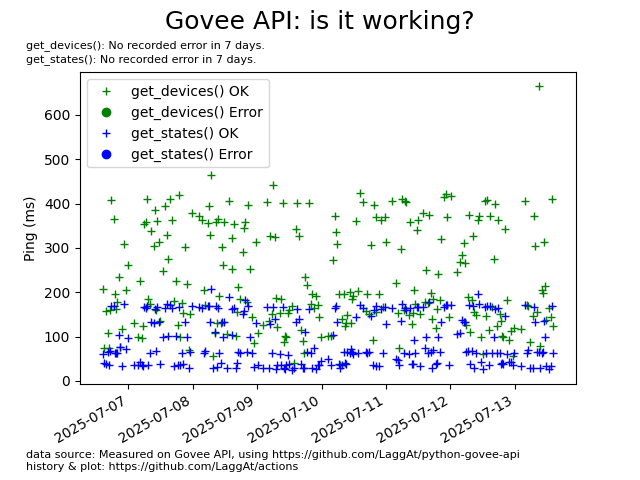 Govee API: is it working?
get_devices(): No recorded error in 7 days.
get_states(): No recorded error in 7 days.
get_devices() OK
get_devices() Error
get_states() OK
get_states() Error
Ping (ms)
600
500
400
300
200
100
0
2025-07-07
2025-07-08
2025-07-09
2025-07-10
2025-07-11
2025-07-12
2025-07-13
data source: Measured on Govee API, using https://github.com/LaggAt/python-govee-api
history & plot: https://github.com/LaggAt/actions